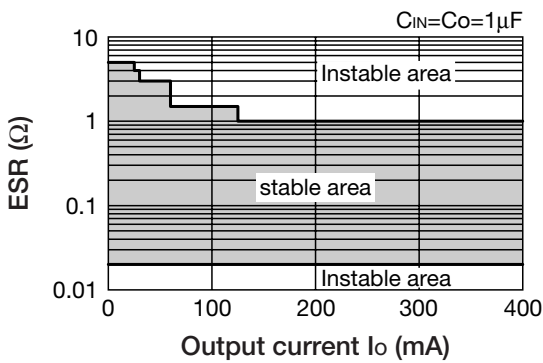 CIN=Co=1μF
10
Instable area
1
ESR (Ω)
stable area
0.1
Instable area
0.01
0 100 200 300 400
Output current Io (mA)